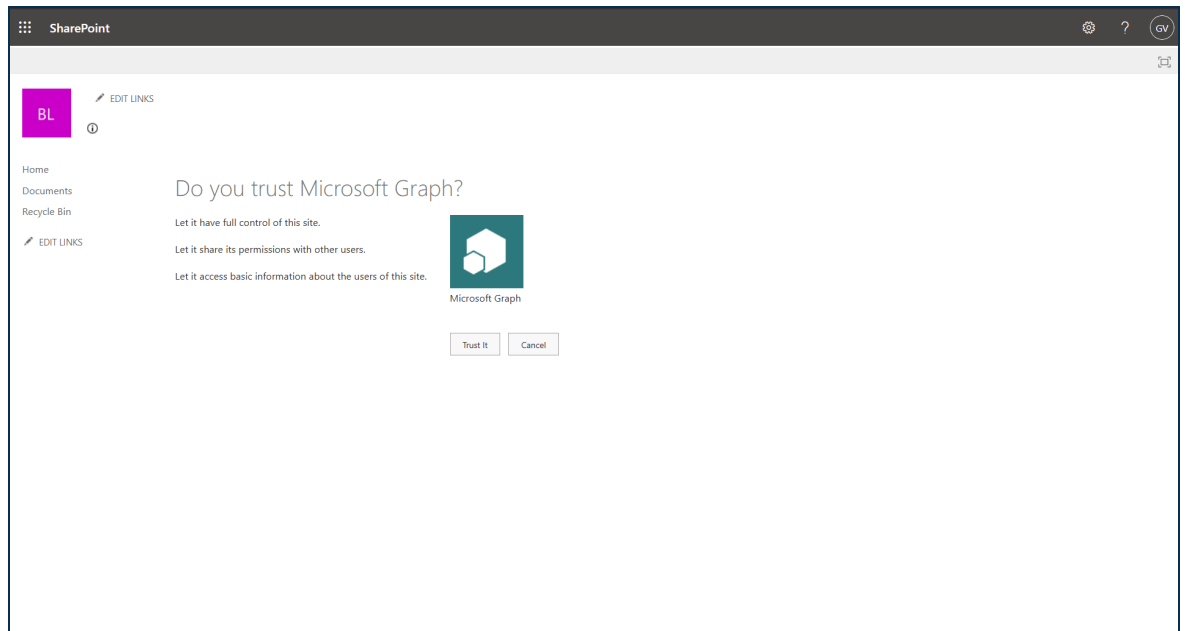 SharePoint
?
GV
BL
EDIT LINKS
Home
Documents
Recycle Bin
EDIT LINKS
Do you trust Microsoft Graph?
Let it have full control of this site.
Let it share its permissions with other users.
Let it access basic information about the users of this site.
Microsoft Graph
Trust It Cancel